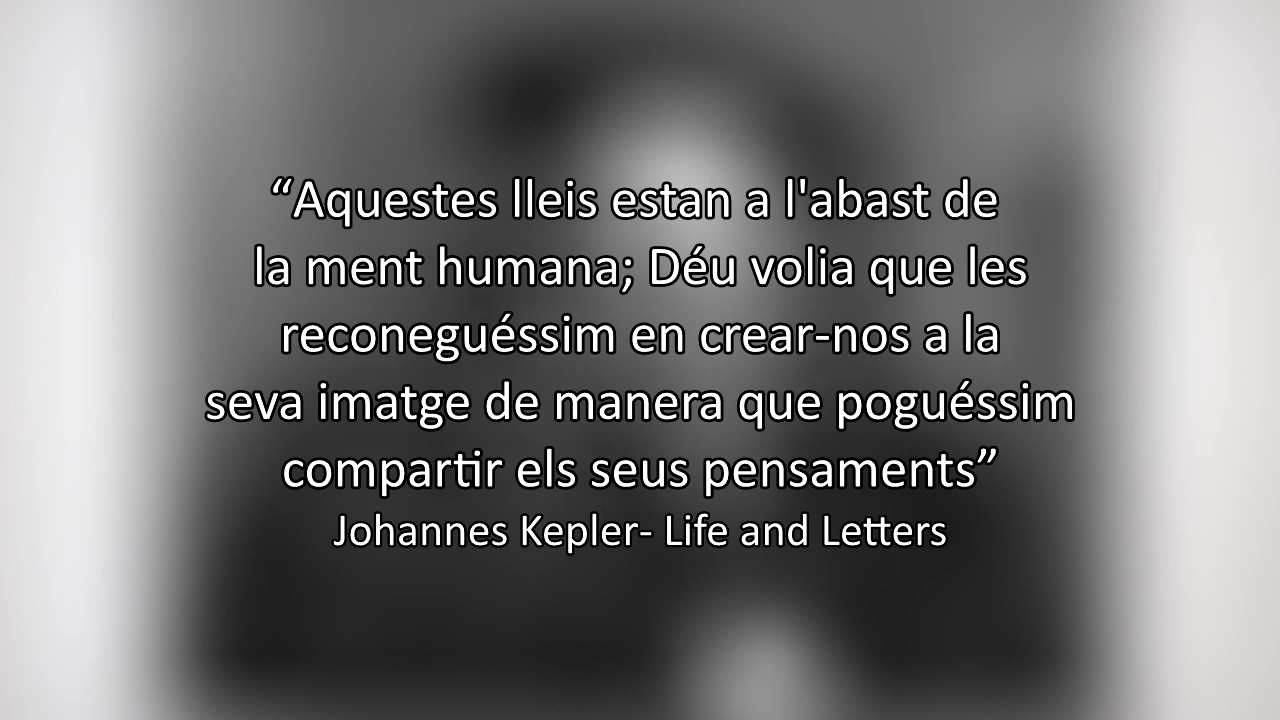 “Aquestes lleis estan a l'abast de
la ment humana; Déu volia que les
reconeguéssim en crear-nos a la
seva imatge de manera que poguéssim
compartir els seus pensaments”
Johannes Kepler- Life and Letters